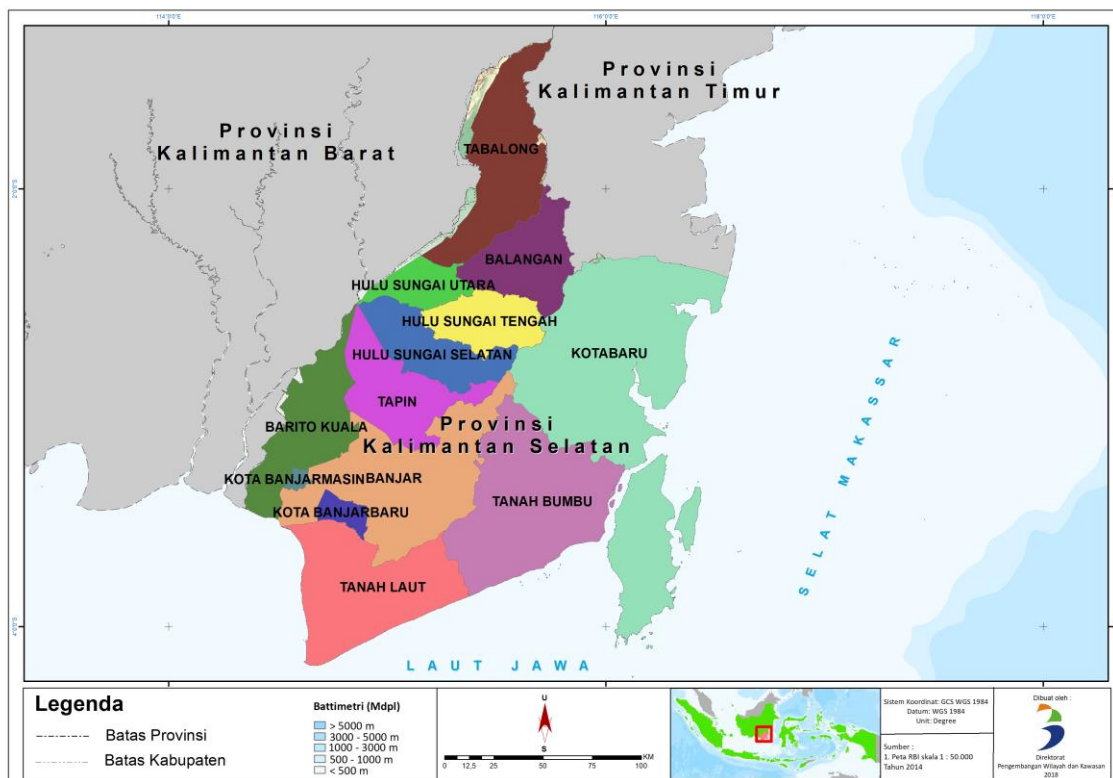 114°0'0"E
116°0'0"E
118°0'0"E
2°0'0"S
4°0'0"S
Provinsi
Kalimantan Timur
Provinsi
Kalimantan Barat
TABALONG
BALANGAN
HULU SUNGAI UTARA
HULU SUNGAI TENGAH
HULU SUNGAI SELATAN
KOTABARU
TAPIN
Provinsi
Kalimantan Selatan
BARITO KUALA
KOTA BANJARMASIN
BANJAR
TANAH BUMBU
KOTA BANJARBARU
TANAH LAUT
SELAT MAKASSAR
LAUT JAWA
Legenda
Batas Provinsi
Batas Kabupaten
Battimetri (Mdpl)
> 5000 m
3000 - 5000 m
1000 - 3000 m
500 - 1000 m
< 500 m
U
S
0 12,5 25 50 75 100
KM
Sistem Koordinat: GCS WGS 1984
Datum: WGS 1984
Unit: Degree
Sumber :
1. Peta RBI skala 1 : 50.000
Tahun 2014
Dibuat oleh :
Direktorat
Pengembangan Wilayah dan Kawasan
2018